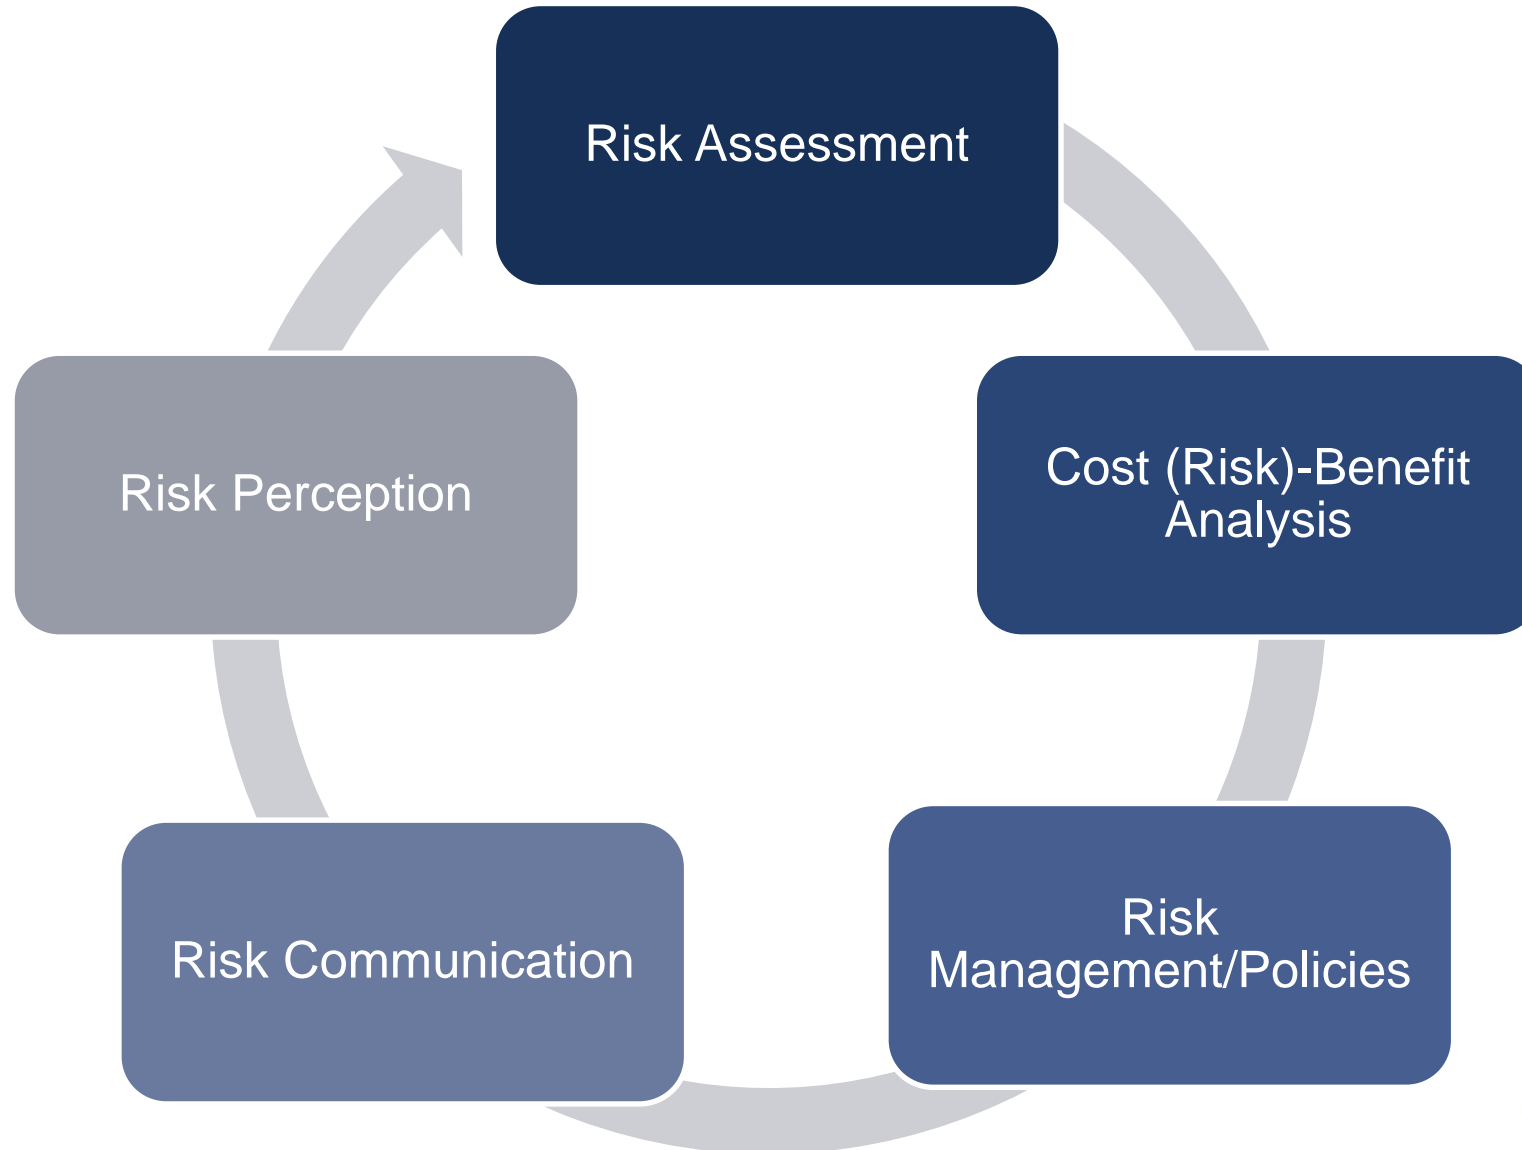 Risk Assessment
Cost (Risk)-Benefit
Analysis
Risk
Management/Policies
Risk Communication
Risk Perception